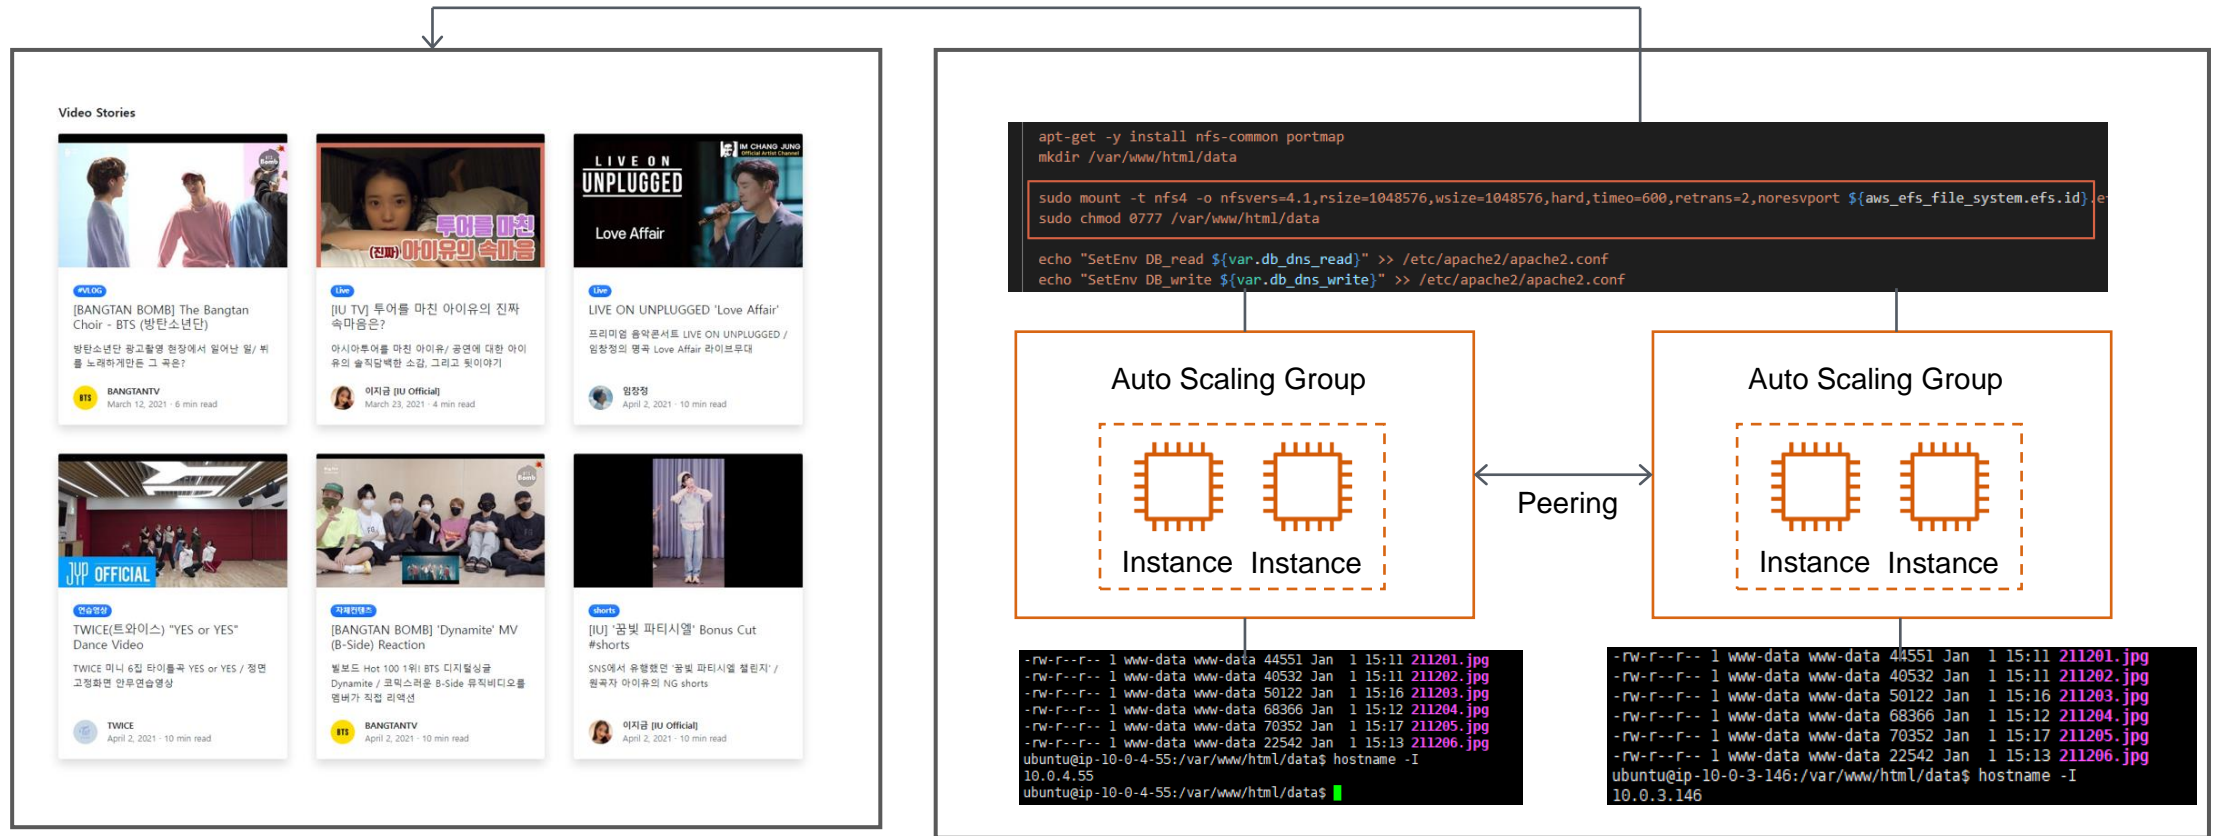 Video Stories
Bomb
투어를 마친
(진짜) 아이유의 속마음
LIVE ON
UNPLUGGED
Love Affair
IM CHANG JUNG
Official Artist Channel
#VLOG
[BANGTAN BOMB] The Bangtan
Choir - BTS (방탄소년단)
방탄소년단 광고촬영 현장에서 일어난 일/ 뷔
를 노래하게만든 그 곡은?
BTS
BANGTANTV
March 12, 2021 · 6 min read
Live
[IU TV] 투어를 마친 아이유의 진짜
속마음은?
아시아투어를 마친 아이유/ 공연에 대한 아이
유의 솔직담백한 소감, 그리고 뒷이야기
이지금 [IU Official]
March 23, 2021 · 4 min read
Live
LIVE ON UNPLUGGED 'Love Affair'
프리미엄 음악콘서트 LIVE ON UNPLUGGED /
임창정의 명곡 Love Affair 라이브무대
임창정
April 2, 2021 · 10 min read
JYP OFFICIAL
Bomb
연습영상
TWICE(트와이스) "YES or YES"
Dance Video
TWICE 미니 6집 타이틀곡 YES or YES / 정면
고정화면 안무연습영상
TWICE
April 2, 2021 · 10 min read
자체컨텐츠
[BANGTAN BOMB] 'Dynamite' MV
(B-Side) Reaction
빌보드 Hot 100 1위! BTS 디지털싱글
Dynamite / 코믹스러운 B-Side 뮤직비디오를
멤버가 직접 리액션
BTS
BANGTANTV
April 2, 2021 · 10 min read
shorts
[IU] '꿈빛 파티시엘' Bonus Cut
#shorts
SNS에서 유행했던 '꿈빛 파티시엘 챌린지' /
원곡자 아이유의 NG shorts
이지금 [IU Official]
April 2, 2021 · 10 min read
apt-get -y install nfs-common portmap
mkdir /var/www/html/data
sudo mount -t nfs4 -o nfsvers=4.1,rsize=1048576,wsize=1048576,hard,timeo=600,retrans=2,noresvport ${aws_efs_file_system.efs.id}.e
sudo chmod 0777 /var/www/html/data
echo "SetEnv DB_read ${var.db_dns_read}" >> /etc/apache2/apache2.conf
echo "SetEnv DB_write ${var.db_dns_write}" >> /etc/apache2/apache2.conf
Auto Scaling Group
Instance Instance
Peering
Auto Scaling Group
Instance Instance
-rw-r--r-- 1 www-data www-data 44551 Jan  1 15:11 211201.jpg
-rw-r--r-- 1 www-data www-data 40532 Jan  1 15:11 211202.jpg
-rw-r--r-- 1 www-data www-data 50122 Jan  1 15:16 211203.jpg
-rw-r--r-- 1 www-data www-data 68366 Jan  1 15:12 211204.jpg
-rw-r--r-- 1 www-data www-data 70352 Jan  1 15:17 211205.jpg
-rw-r--r-- 1 www-data www-data 22542 Jan  1 15:13 211206.jpg
ubuntu@ip-10-0-4-55:/var/www/html/data$ hostname -I
10.0.4.55
ubuntu@ip-10-0-4-55:/var/www/html/data$
-rw-r--r-- 1 www-data www-data 44551 Jan  1 15:11 211201.jpg
-rw-r--r-- 1 www-data www-data 40532 Jan  1 15:11 211202.jpg
-rw-r--r-- 1 www-data www-data 50122 Jan  1 15:16 211203.jpg
-rw-r--r-- 1 www-data www-data 68366 Jan  1 15:12 211204.jpg
-rw-r--r-- 1 www-data www-data 70352 Jan  1 15:17 211205.jpg
-rw-r--r-- 1 www-data www-data 22542 Jan  1 15:13 211206.jpg
ubuntu@ip-10-0-3-146:/var/www/html/data$ hostname -I
10.0.3.146